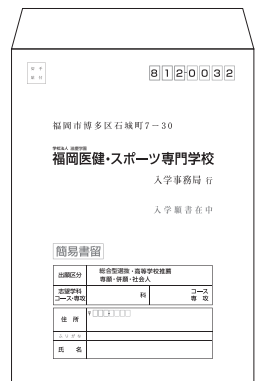 切手
貼付
812-0032
福岡市博多区石城町7-30
学校法人 滋慶学園
福岡医健・スポーツ専門学校
入学事務局 行
入学願書在中
簡易書留
出願区分 総合型選抜・高等学校推薦
専願・併願・社会人
志望学科
コース・専攻 科 コース
専攻
住所 〒
ふりがな
氏名